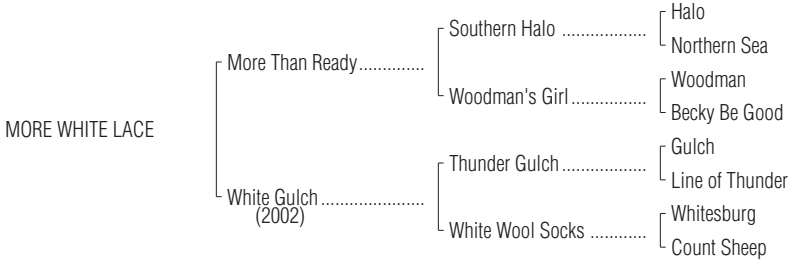 Halo
Southern Halo ..................
Northern Sea
More Than Ready..............
Woodman
Woodman's Girl................
Becky Be Good
MORE WHITE LACE
Gulch
Thunder Gulch..................
Line of Thunder
White Gulch ......................
(2002)
Whitesburg
White Wool Socks ............
Count Sheep